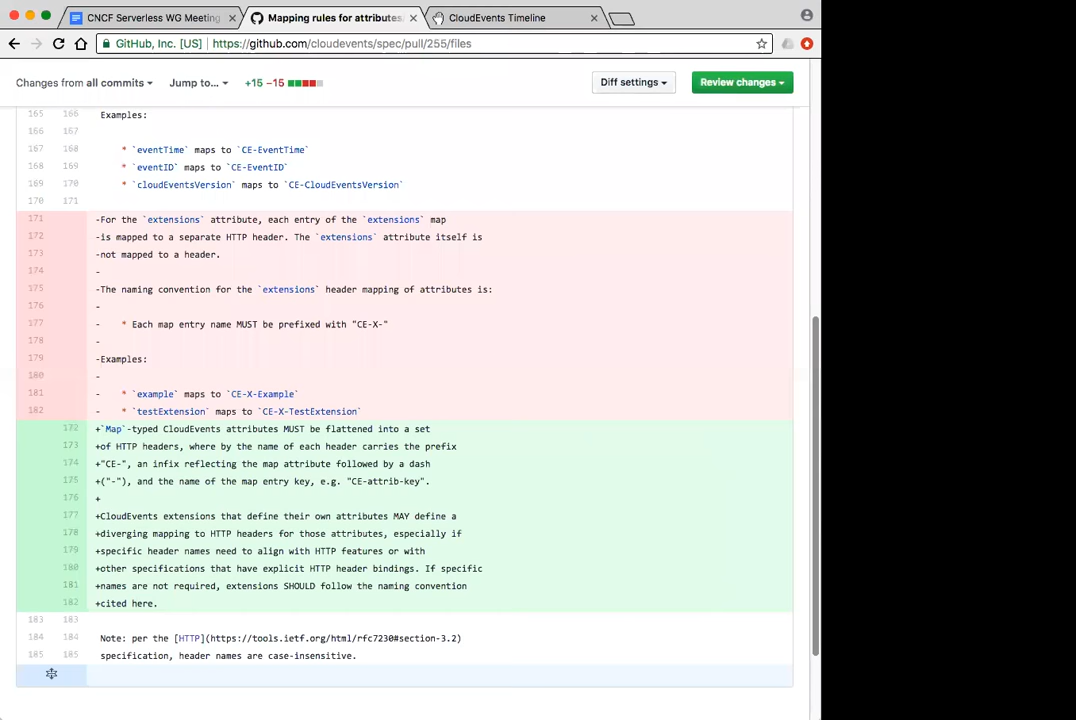 CNCF Serverless WG Meeting
Mapping rules for attributes
CloudEvents Timeline
GitHub, Inc. [US] https://github.com/cloudevents/spec/pull/255/files
Changes from all commits Jump to... +15 −15 Diff settings Review changes
165 166 Examples:
166 167
167 168 * `eventTime` maps to `CE-EventTime`
168 169 * `eventID` maps to `CE-EventID`
169 170 * `cloudEventsVersion` maps to `CE-CloudEventsVersion`
170 171
171 -For the `extensions` attribute, each entry of the `extensions` map
172 -is mapped to a separate HTTP header. The `extensions` attribute itself is
173 -not mapped to a header.
174 -
175 -The naming convention for the `extensions` header mapping of attributes is:
176 -
177 - * Each map entry name MUST be prefixed with "CE-X-"
178 -
179 -Examples:
180 -
181 - * `example` maps to `CE-X-Example`
182 - * `testExtension` maps to `CE-X-TestExtension`
172 +`Map`-typed CloudEvents attributes MUST be flattened into a set
173 +of HTTP headers, where by the name of each header carries the prefix
174 +"CE-", an infix reflecting the map attribute followed by a dash
175 +("-"), and the name of the map entry key, e.g. "CE-attrib-key".
176 +
177 +CloudEvents extensions that define their own attributes MAY define a
178 +diverging mapping to HTTP headers for those attributes, especially if
179 +specific header names need to align with HTTP features or with
180 +other specifications that have explicit HTTP header bindings. If specific
181 +names are not required, extensions SHOULD follow the naming convention
182 +cited here.
183 183
184 184 Note: per the [HTTP](https://tools.ietf.org/html/rfc7230#section-3.2)
185 185 specification, header names are case-insensitive.